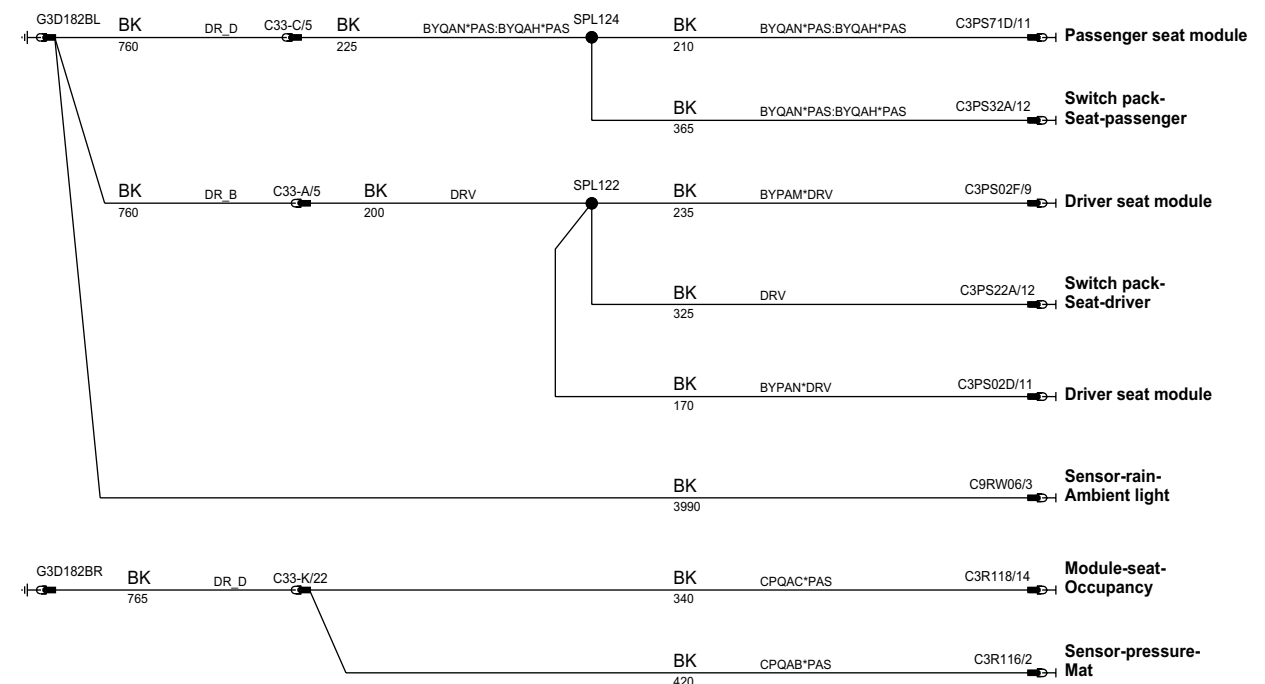 G3D182BL BK DR_D C33-C/5 BK BYQAN*PAS:BYQAH*PAS SPL124 BK BYQAN*PAS:BYQAH*PAS C3PS71D/11 Passenger seat module
760 225 210
BK BYQAN*PAS:BYQAH*PAS C3PS32A/12 Switch pack-
Seat-passenger
365
BK DR_B C33-A/5 BK DRV SPL122 BK BYPAM*DRV C3PS02F/9 Driver seat module
760 200 235
BK DRV C3PS22A/12 Switch pack-
Seat-driver
325
BK BYPAN*DRV C3PS02D/11 Driver seat module
170
BK C9RW06/3 Sensor-rain-
Ambient light
3990
G3D182BR BK DR_D C33-K/22 BK CPQAC*PAS C3R118/14 Module-seat-
Occupancy
765 340
BK CPQAB*PAS C3R116/2 Sensor-pressure-
Mat
420